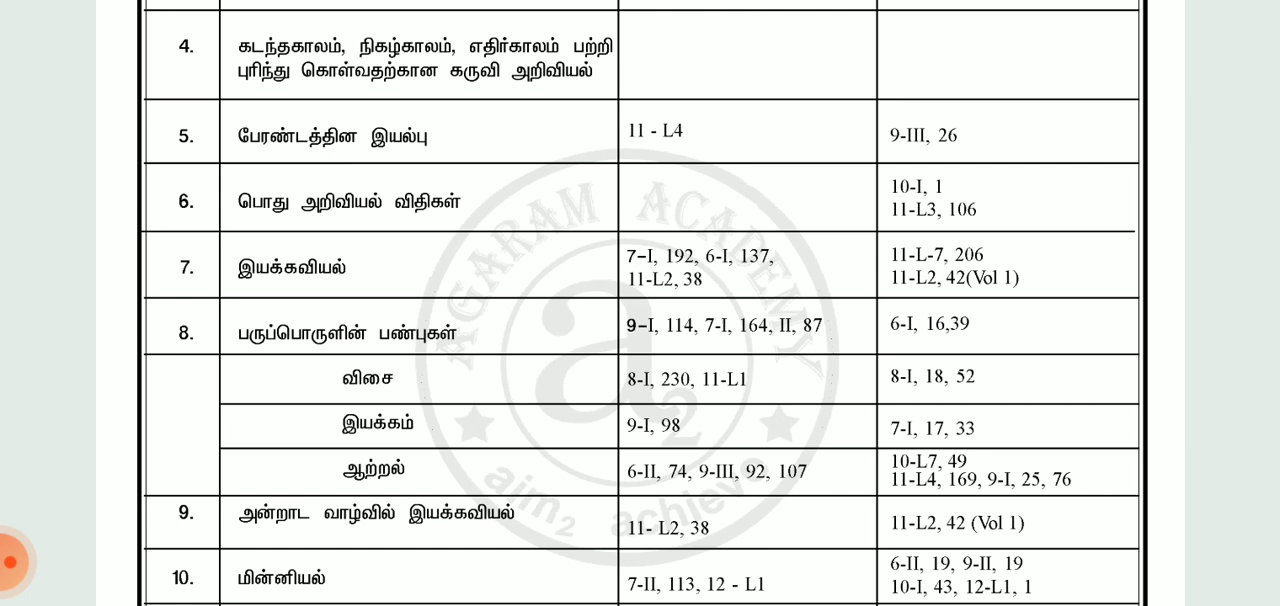 4. கடந்தகாலம், நிகழ்காலம், எதிர்காலம் பற்றி
புரிந்து கொள்வதற்கான கருவி அறிவியல்
5. பேரண்டத்தின இயல்பு 11 - L4 9-III, 26
6. பொது அறிவியல் விதிகள் 10-I, 1
11-L3, 106
7. இயக்கவியல் 7-I, 192, 6-I, 137, 11-L-7, 206
11-L2, 38 11-L2, 42(Vol 1)
8. பருப்பொருளின் பண்புகள் 9-I, 114, 7-I, 164, II, 87 6-I, 16,39
விசை 8-I, 230, 11-L1 8-I, 18, 52
இயக்கம் 9-I, 98 7-I, 17, 33
ஆற்றல் 6-II, 74, 9-III, 92, 107 10-L7, 49
11-L4, 169, 9-I, 25, 76
9. அன்றாட வாழ்வில் இயக்கவியல் 11- L2, 38 11-L2, 42 (Vol 1)
10. மின்னியல் 7-II, 113, 12 - L1 6-II, 19, 9-II, 19
10-I, 43, 12-L1, 1
AGARAM ACADEMY
a2
aim2 achieve